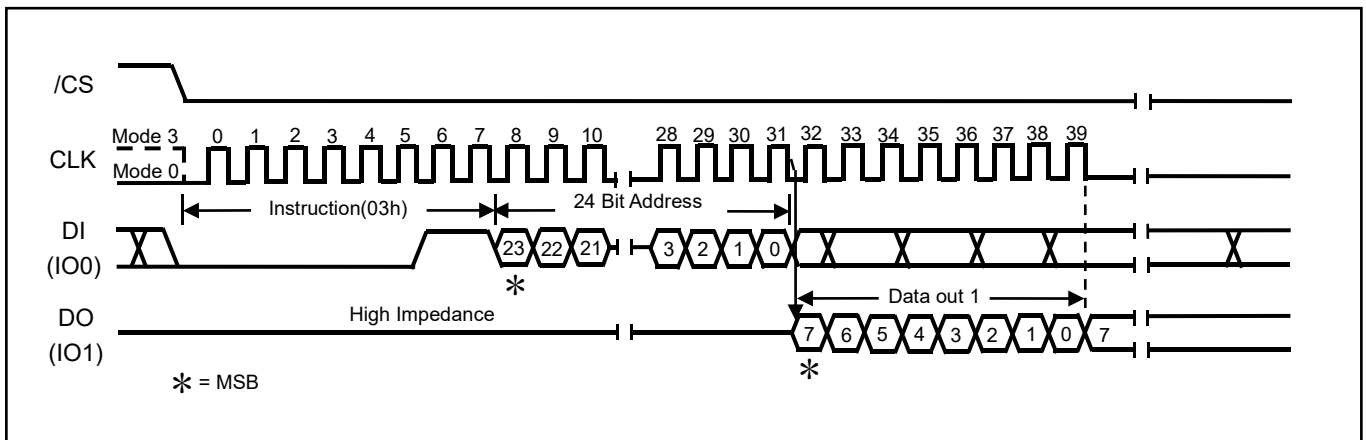 /CS
Mode 3 0 1 2 3 4 5 6 7 8 9 10 28 29 30 31 32 33 34 35 36 37 38 39
CLK
Mode 0
Instruction(03h) 24 Bit Address
DI
(IO0)
23 22 21 3 2 1 0
*
Data out 1
DO
(IO1)
High Impedance
7 6 5 4 3 2 1 0 7
*
* = MSB